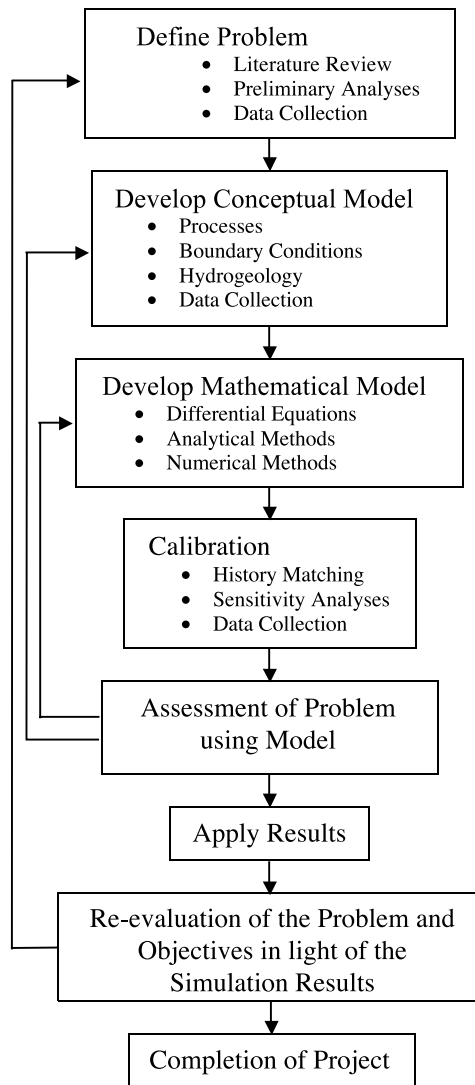 Define Problem
• Literature Review
• Preliminary Analyses
• Data Collection
Develop Conceptual Model
• Processes
• Boundary Conditions
• Hydrogeology
• Data Collection
Develop Mathematical Model
• Differential Equations
• Analytical Methods
• Numerical Methods
Calibration
• History Matching
• Sensitivity Analyses
• Data Collection
Assessment of Problem
using Model
Apply Results
Re-evaluation of the Problem and
Objectives in light of the
Simulation Results
Completion of Project